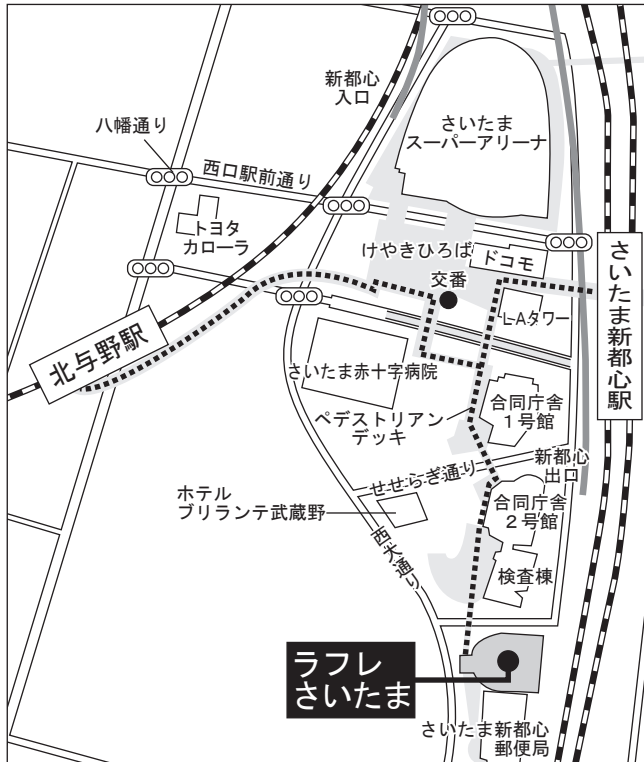 新都心
入口
さいたま
スーパーアリーナ
八幡通り
西口駅前通り
トヨタ
カローラ
けやきひろば
ドコモ
交番
L-Aタワー
さいたま新都心駅
北与野駅
さいたま赤十字病院
合同庁舎
1号館
ペデストリアン
デッキ
せせらぎ通り
新都心
出口
ホテル
ブリランテ武蔵野
合同庁舎
2号館
西大通り
検査棟
ラフレ
さいたま
さいたま新都心
郵便局